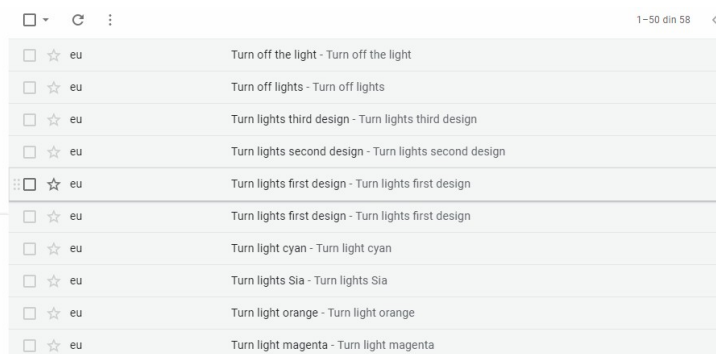 1–50 din 58
eu Turn off the light - Turn off the light
eu Turn off lights - Turn off lights
eu Turn lights third design - Turn lights third design
eu Turn lights second design - Turn lights second design
eu Turn lights first design - Turn lights first design
eu Turn lights first design - Turn lights first design
eu Turn light cyan - Turn light cyan
eu Turn lights Sia - Turn lights Sia
eu Turn light orange - Turn light orange
eu Turn light magenta - Turn light magenta